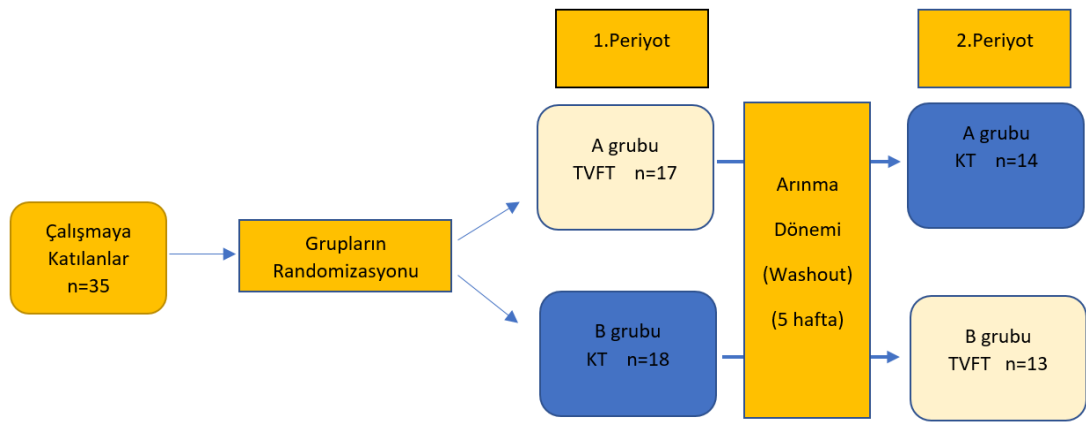 1.Periyot
2.Periyot
A grubu
TVFT n=17
A grubu
KT n=14
Arınma
Dönemi
(Washout)
(5 hafta)
Çalışmaya
Katılanlar
n=35
Grupların
Randomizasyonu
B grubu
KT n=18
B grubu
TVFT n=13